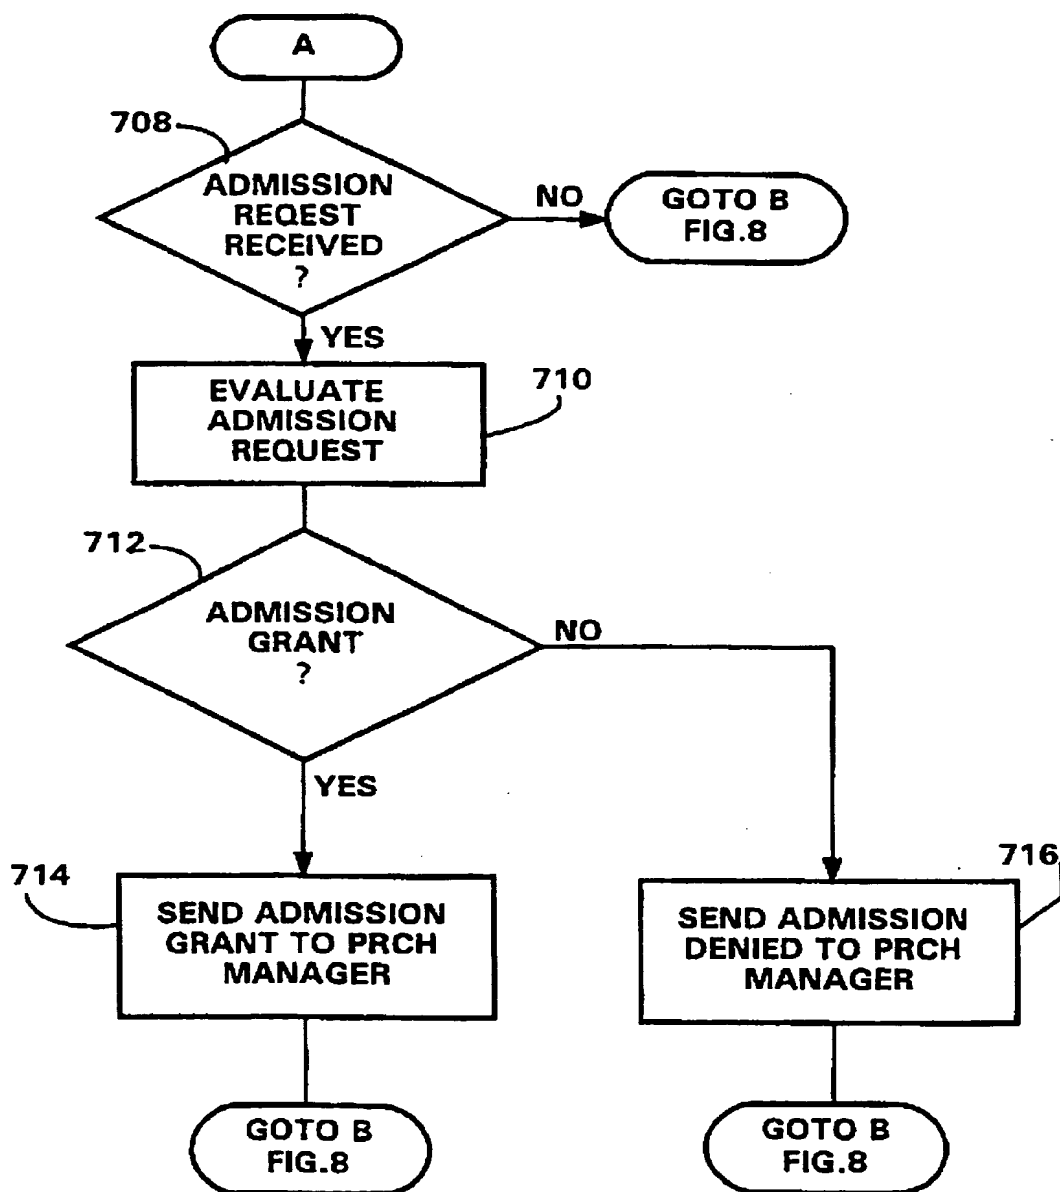 A
708
ADMISSION
REQEST
RECEIVED
?
NO
GOTO B
FIG.8
YES
EVALUATE
ADMISSION
REQUEST
710
712
ADMISSION
GRANT
?
NO
YES
714
SEND ADMISSION
GRANT TO PRCH
MANAGER
716
SEND ADMISSION
DENIED TO PRCH
MANAGER
GOTO B
FIG.8
GOTO B
FIG.8